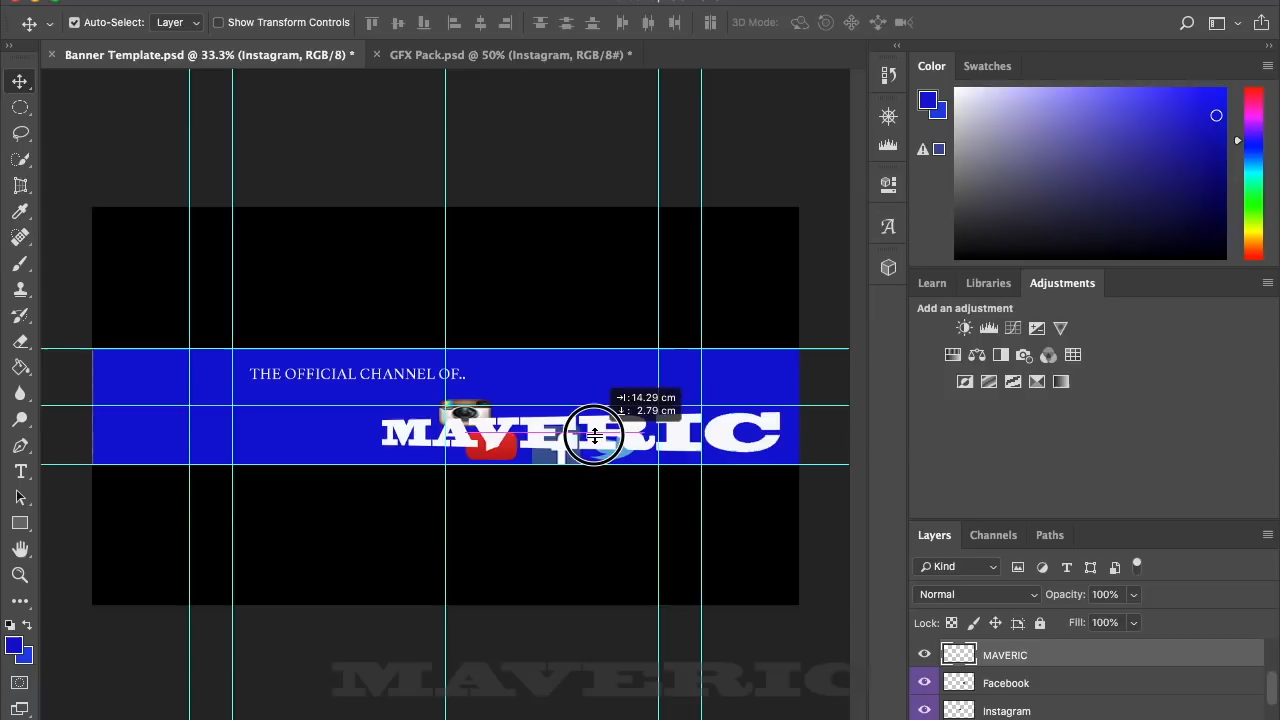 Auto-Select: Layer Show Transform Controls 3D Mode:
Banner Template.psd @ 33.3% (Instagram, RGB/8) * GFX Pack.psd @ 50% (Instagram, RGB/8#) *
Color Swatches
Learn Libraries Adjustments
Add an adjustment
THE OFFICIAL CHANNEL OF..
14.29 cm
2.79 cm
MAVERIC
MAVERIC
Layers Channels Paths
Kind
Normal Opacity: 100%
Lock: Fill: 100%
MAVERIC
Facebook
Instagram